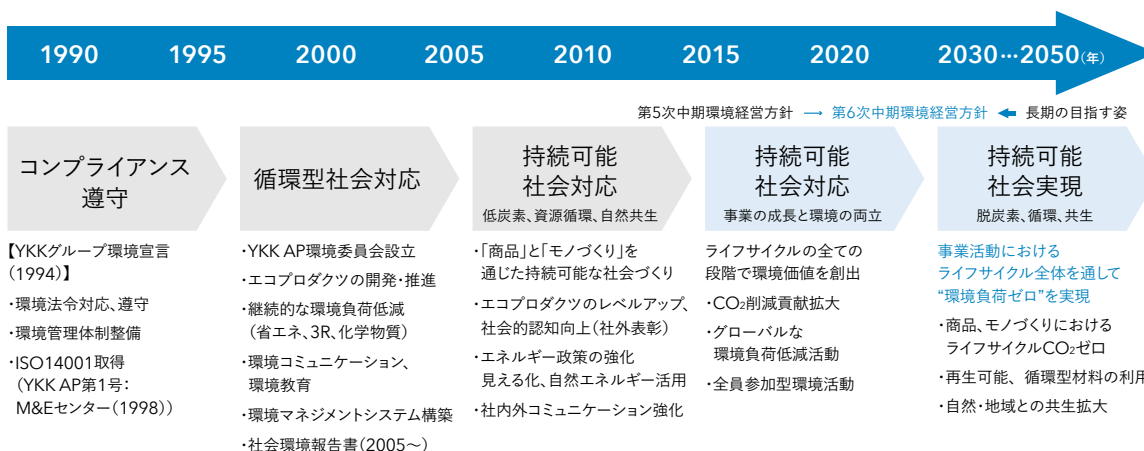 1990 1995 2000 2005 2010 2015 2020 2030…2050(年)
第5次中期環境経営方針 → 第6次中期環境経営方針 ← 長期の目指す姿
コンプライアンス
遵守
【YKKグループ環境宣言
(1994)】
・環境法令対応、遵守
・環境管理体制整備
・ISO14001取得
(YKK AP第1号：
M&Eセンター(1998))
循環型社会対応
・YKK AP環境委員会設立
・エコプロダクツの開発・推進
・継続的な環境負荷低減
(省エネ、3R、化学物質)
・環境コミュニケーション、
環境教育
・環境マネジメントシステム構築
・社会環境報告書(2005～)
持続可能
社会対応
低炭素、資源循環、自然共生
・「商品」と「モノづくり」を
通じた持続可能な社会づくり
・エコプロダクツのレベルアップ、
社会的認知向上(社外表彰)
・エネルギー政策の強化
見える化、自然エネルギー活用
・社内外コミュニケーション強化
持続可能
社会対応
事業の成長と環境の両立
ライフサイクルの全ての
段階で環境価値を創出
・CO₂削減貢献拡大
・グローバルな
環境負荷低減活動
・全員参加型環境活動
持続可能
社会実現
脱炭素、循環、共生
事業活動における
ライフサイクル全体を通して
“環境負荷ゼロ”を実現
・商品、モノづくりにおける
ライフサイクルCO₂ゼロ
・再生可能、循環型材料の利用
・自然・地域との共生拡大